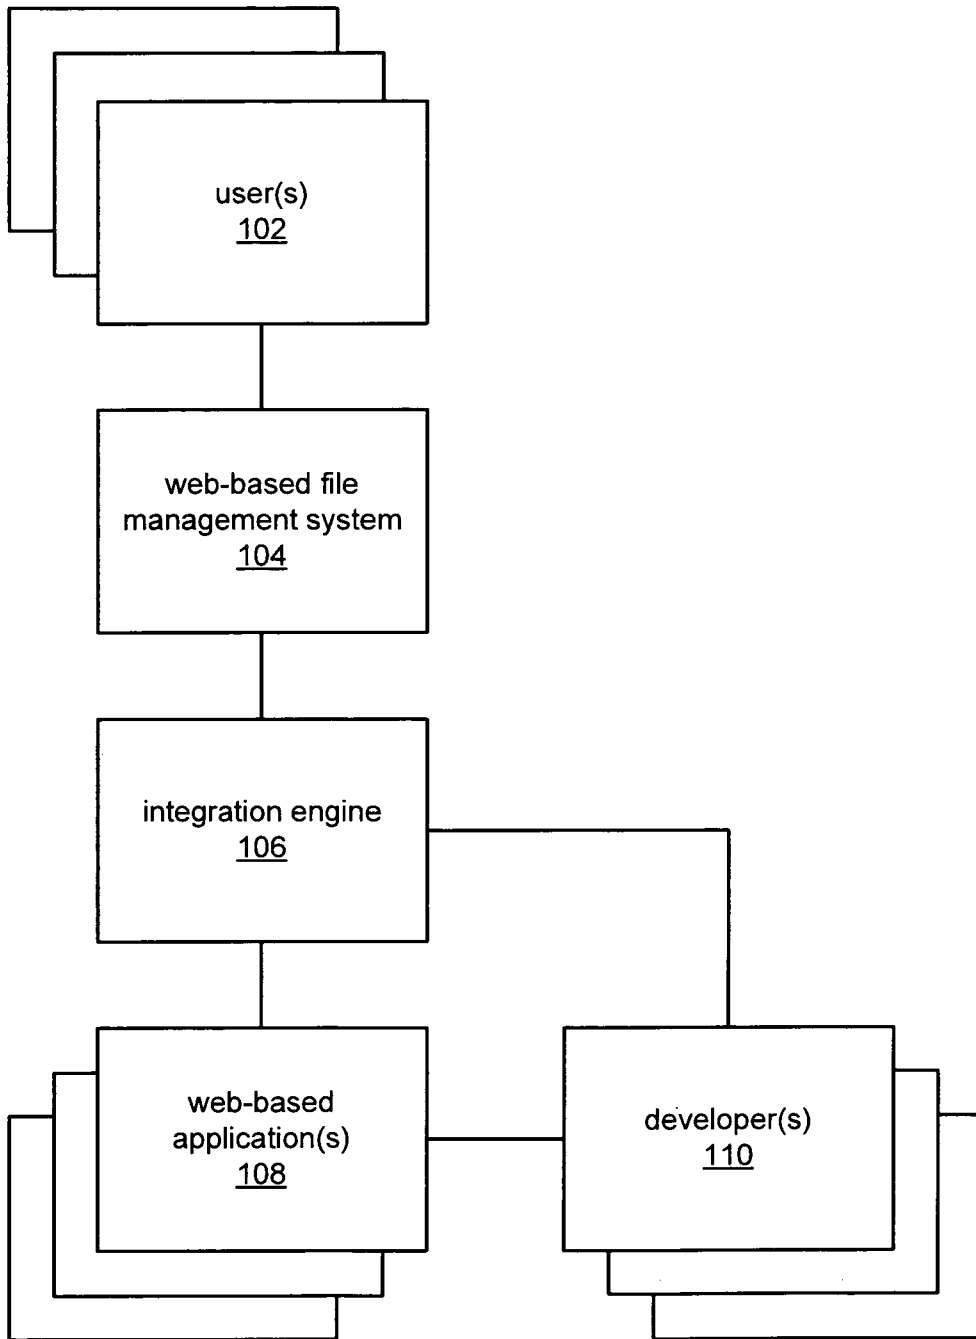 user(s)
102
web-based file
management system
104
integration engine
106
web-based
application(s)
108
developer(s)
110